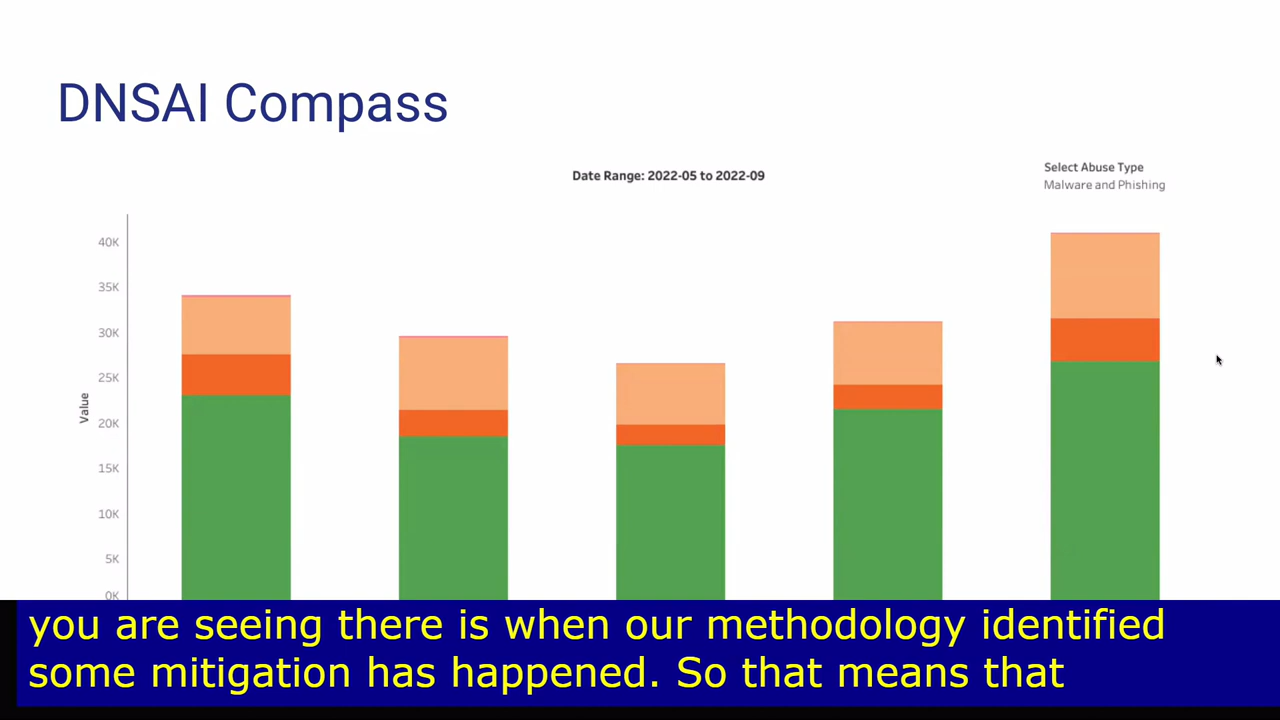 DNSAI Compass
Date Range: 2022-05 to 2022-09
Select Abuse Type
Malware and Phishing
40K
35K
30K
25K
20K
15K
10K
5K
0K
Value
you are seeing there is when our methodology identified
some mitigation has happened. So that means that